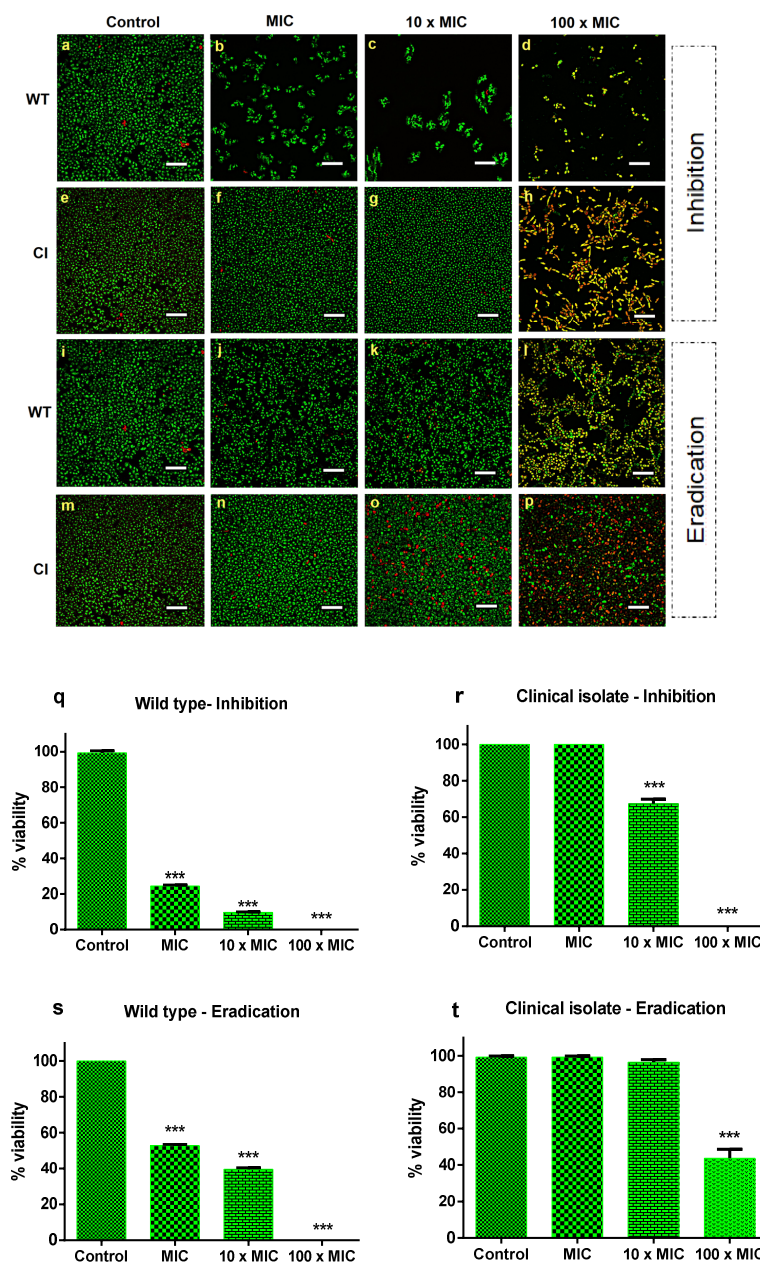 Control MIC 10 x MIC 100 x MIC
a b c d
WT
Inhibition
e f g h
CI
i j k l
WT
Eradication
m n o p
CI
q Wild type- Inhibition
% viability
100
80
60
40
20
0
*** *** ***
Control MIC 10 x MIC 100 x MIC
r Clinical isolate - Inhibition
% viability
100
80
60
40
20
0
*** ***
Control MIC 10 x MIC 100 x MIC
s Wild type - Eradication
% viability
100
80
60
40
20
0
*** *** ***
Control MIC 10 x MIC 100 x MIC
t Clinical isolate - Eradication
% viability
100
80
60
40
20
0
***
Control MIC 10 x MIC 100 x MIC